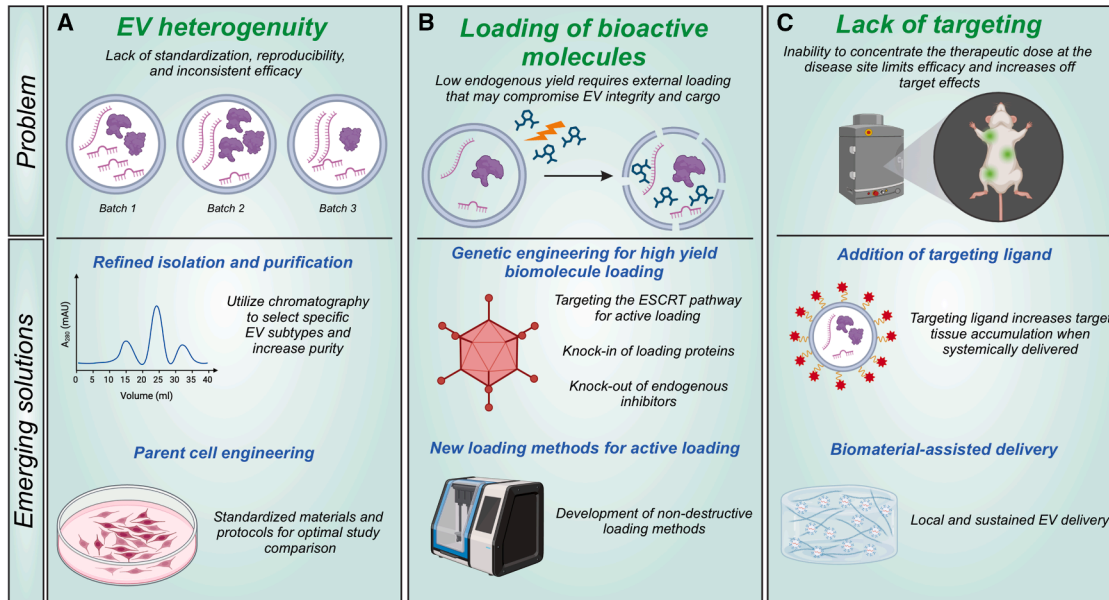 Problem
Emerging solutions
A
EV heterogenuity
Lack of standardization, reproducibility,
and inconsistent efficacy
Batch 1
Batch 2
Batch 3
Refined isolation and purification
A280 (mAU)
0 5 10 15 20 25 30 35 40
Volume (ml)
Utilize chromatography
to select specific
EV subtypes and
increase purity
Parent cell engineering
Standardized materials and
protocols for optimal study
comparison
B
Loading of bioactive
molecules
Low endogenous yield requires external loading
that may compromise EV integrity and cargo
Genetic engineering for high yield
biomolecule loading
Targeting the ESCRT pathway
for active loading
Knock-in of loading proteins
Knock-out of endogenous
inhibitors
New loading methods for active loading
Development of non-destructive
loading methods
C
Lack of targeting
Inability to concentrate the therapeutic dose at the
disease site limits efficacy and increases off
target effects
Addition of targeting ligand
Targeting ligand increases target
tissue accumulation when
systemically delivered
Biomaterial-assisted delivery
Local and sustained EV delivery